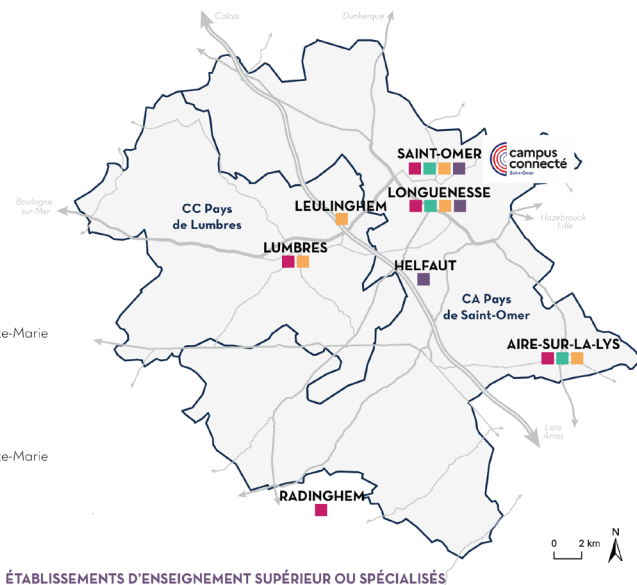 Calais
Dunkerque
SAINT-OMER
campus
connecté
Saint-Omer
LONGUENESSE
Boulogne-
sur-Mer
CC Pays
de Lumbres
LEULINGHEM
Hazebrouck
Lille
LUMBRES
HELFAUT
CA Pays
de Saint-Omer
te-Marie
AIRE-SUR-LA-LYS
Lens
Arras
te-Marie
RADINGHEM
0 2 km
N
ÉTABLISSEMENTS D'ENSEIGNEMENT SUPÉRIEUR OU SPÉCIALISÉS